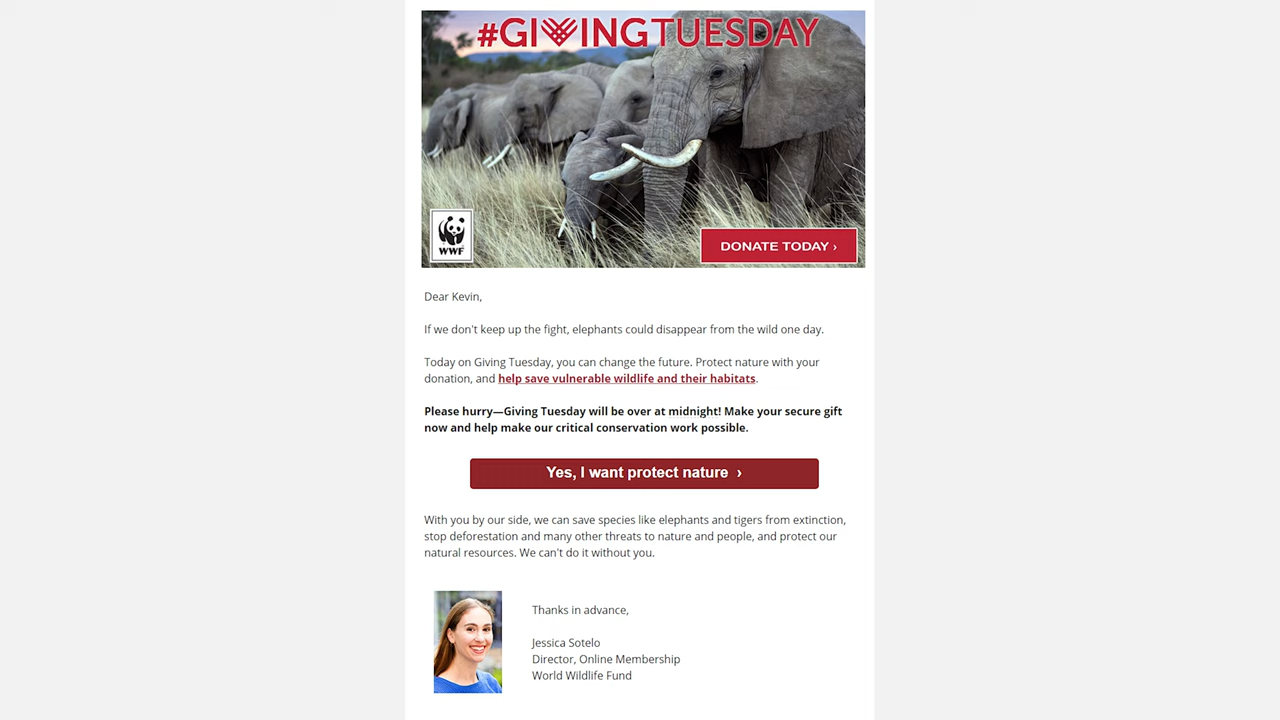 #GIVINGTUESDAY
WWF
DONATE TODAY ›
Dear Kevin,
If we don't keep up the fight, elephants could disappear from the wild one day.
Today on Giving Tuesday, you can change the future. Protect nature with your
donation, and help save vulnerable wildlife and their habitats.
Please hurry—Giving Tuesday will be over at midnight! Make your secure gift
now and help make our critical conservation work possible.
Yes, I want protect nature ›
With you by our side, we can save species like elephants and tigers from extinction,
stop deforestation and many other threats to nature and people, and protect our
natural resources. We can't do it without you.
Thanks in advance,
Jessica Sotelo
Director, Online Membership
World Wildlife Fund